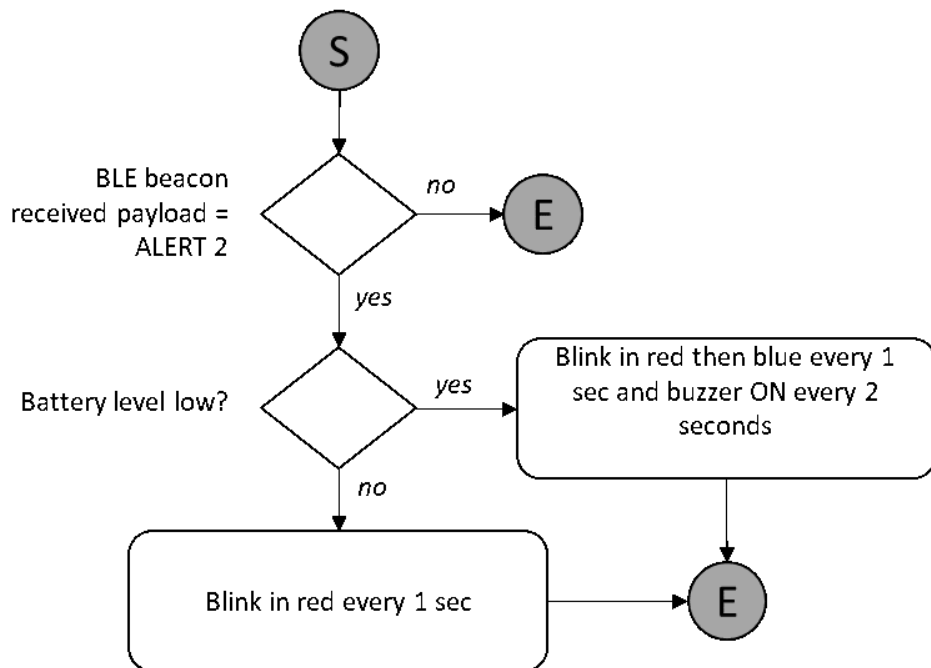 S
BLE beacon
received payload =
ALERT 2
no
E
yes
Battery level low?
yes
Blink in red then blue every 1
sec and buzzer ON every 2
seconds
no
Blink in red every 1 sec
E